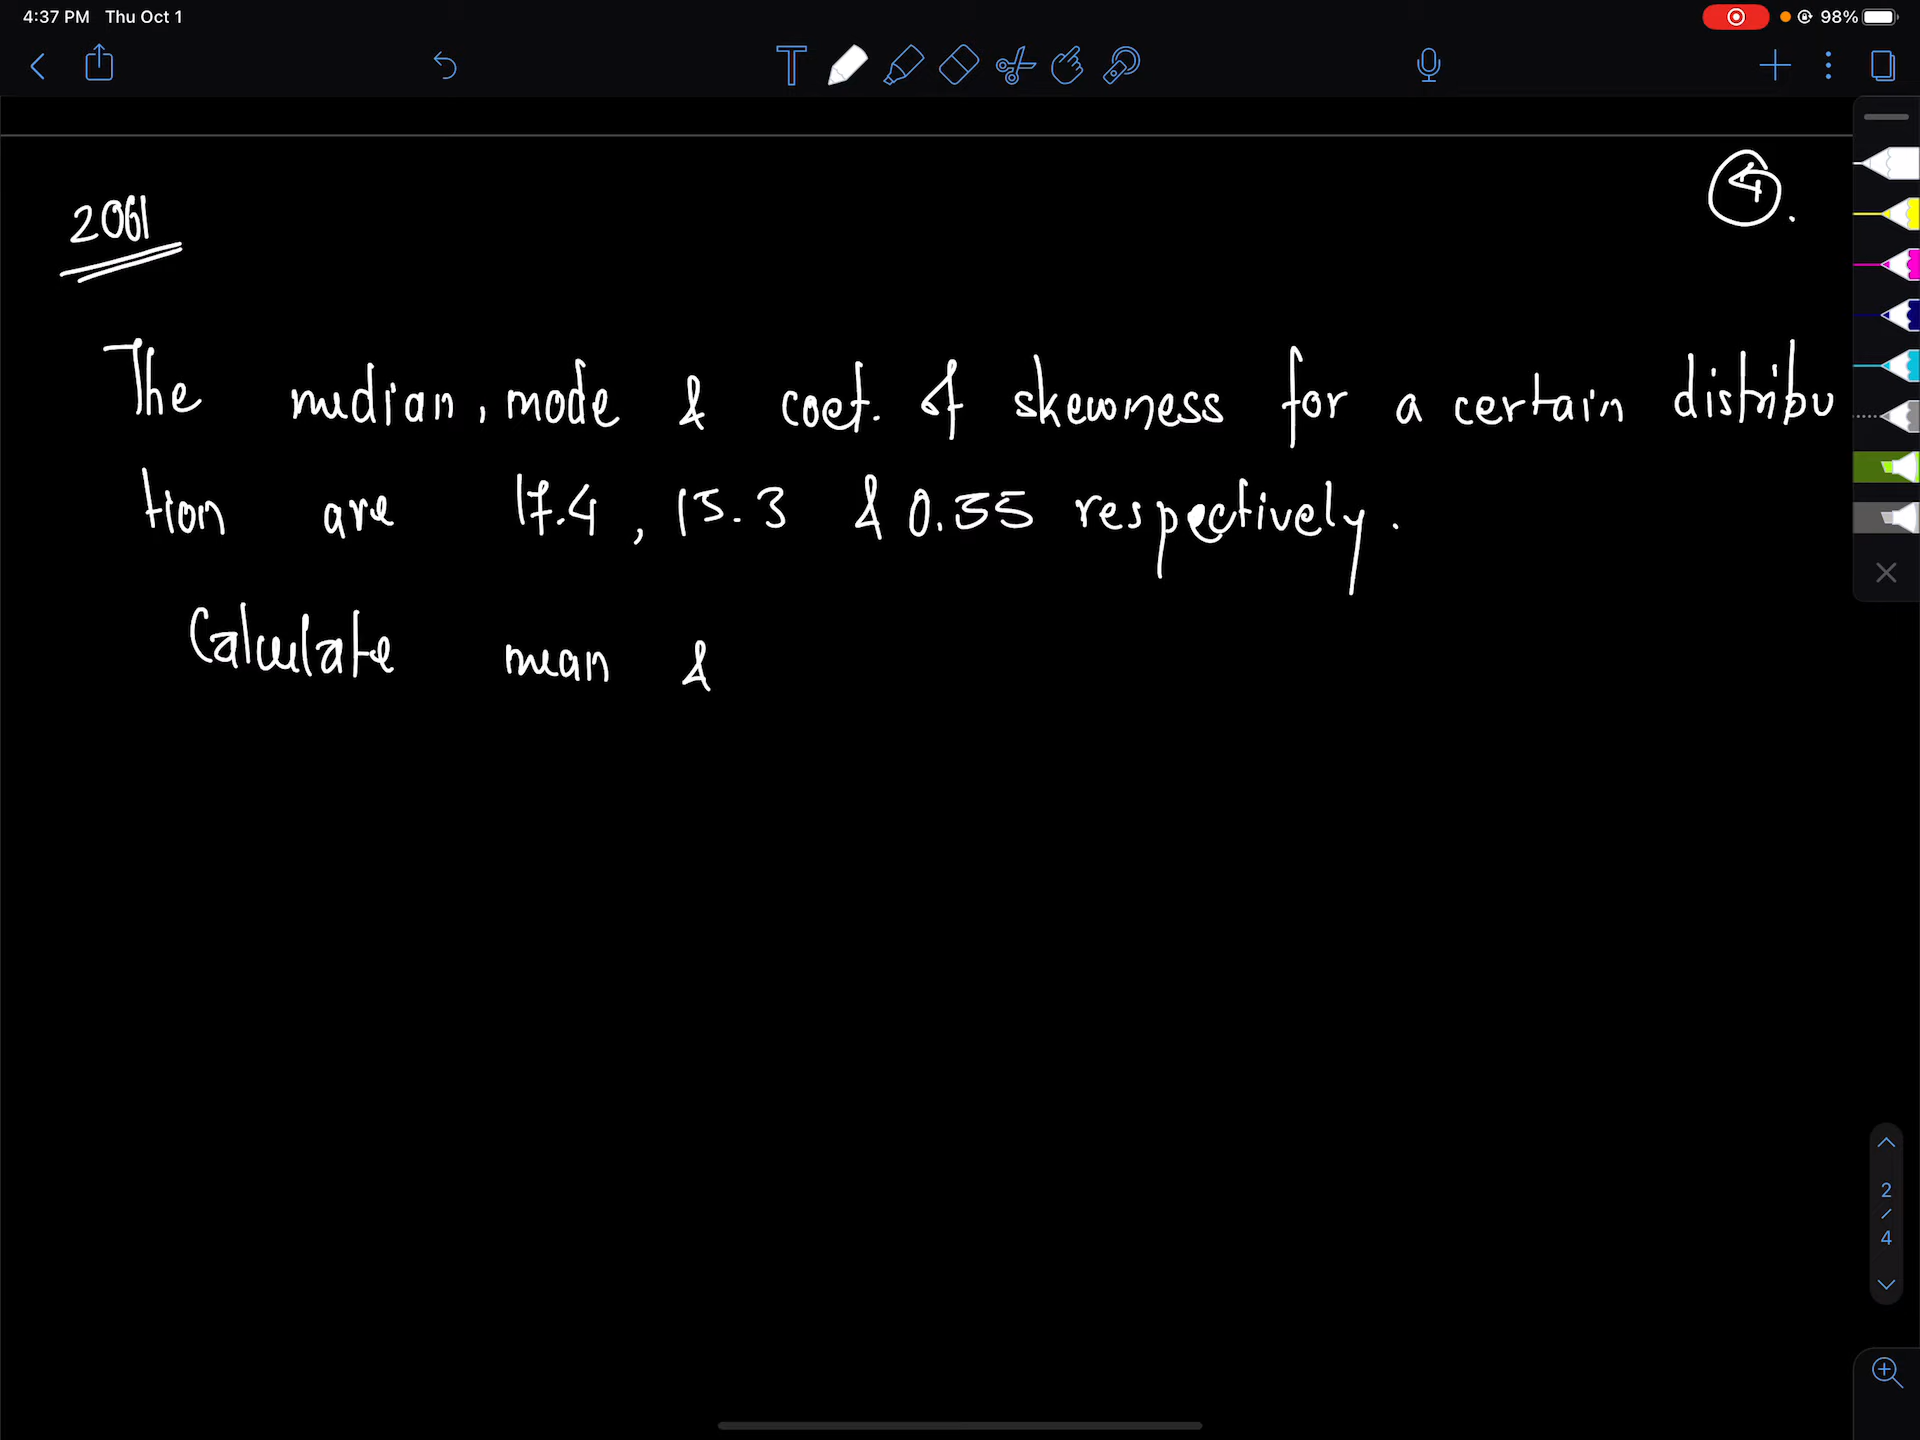 4:37 PM Thu Oct 1 98%
T
4.
2061
The median, mode & coef. of skewness for a certain distribu
tion are 17.4, 15.3 & 0.35 respectively.
Calculate mean &
2
/
4